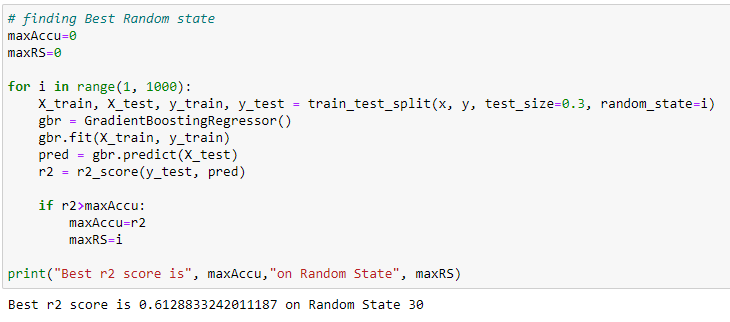 # finding Best Random state
maxAccu=0
maxRS=0
for i in range(1, 1000):
    X_train, X_test, y_train, y_test = train_test_split(x, y, test_size=0.3, random_state=i)
    gbr = GradientBoostingRegressor()
    gbr.fit(X_train, y_train)
    pred = gbr.predict(X_test)
    r2 = r2_score(y_test, pred)
    if r2>maxAccu:
        maxAccu=r2
        maxRS=i
print("Best r2 score is", maxAccu,"on Random State", maxRS)
Best r2 score is 0.6128833242011187 on Random State 30